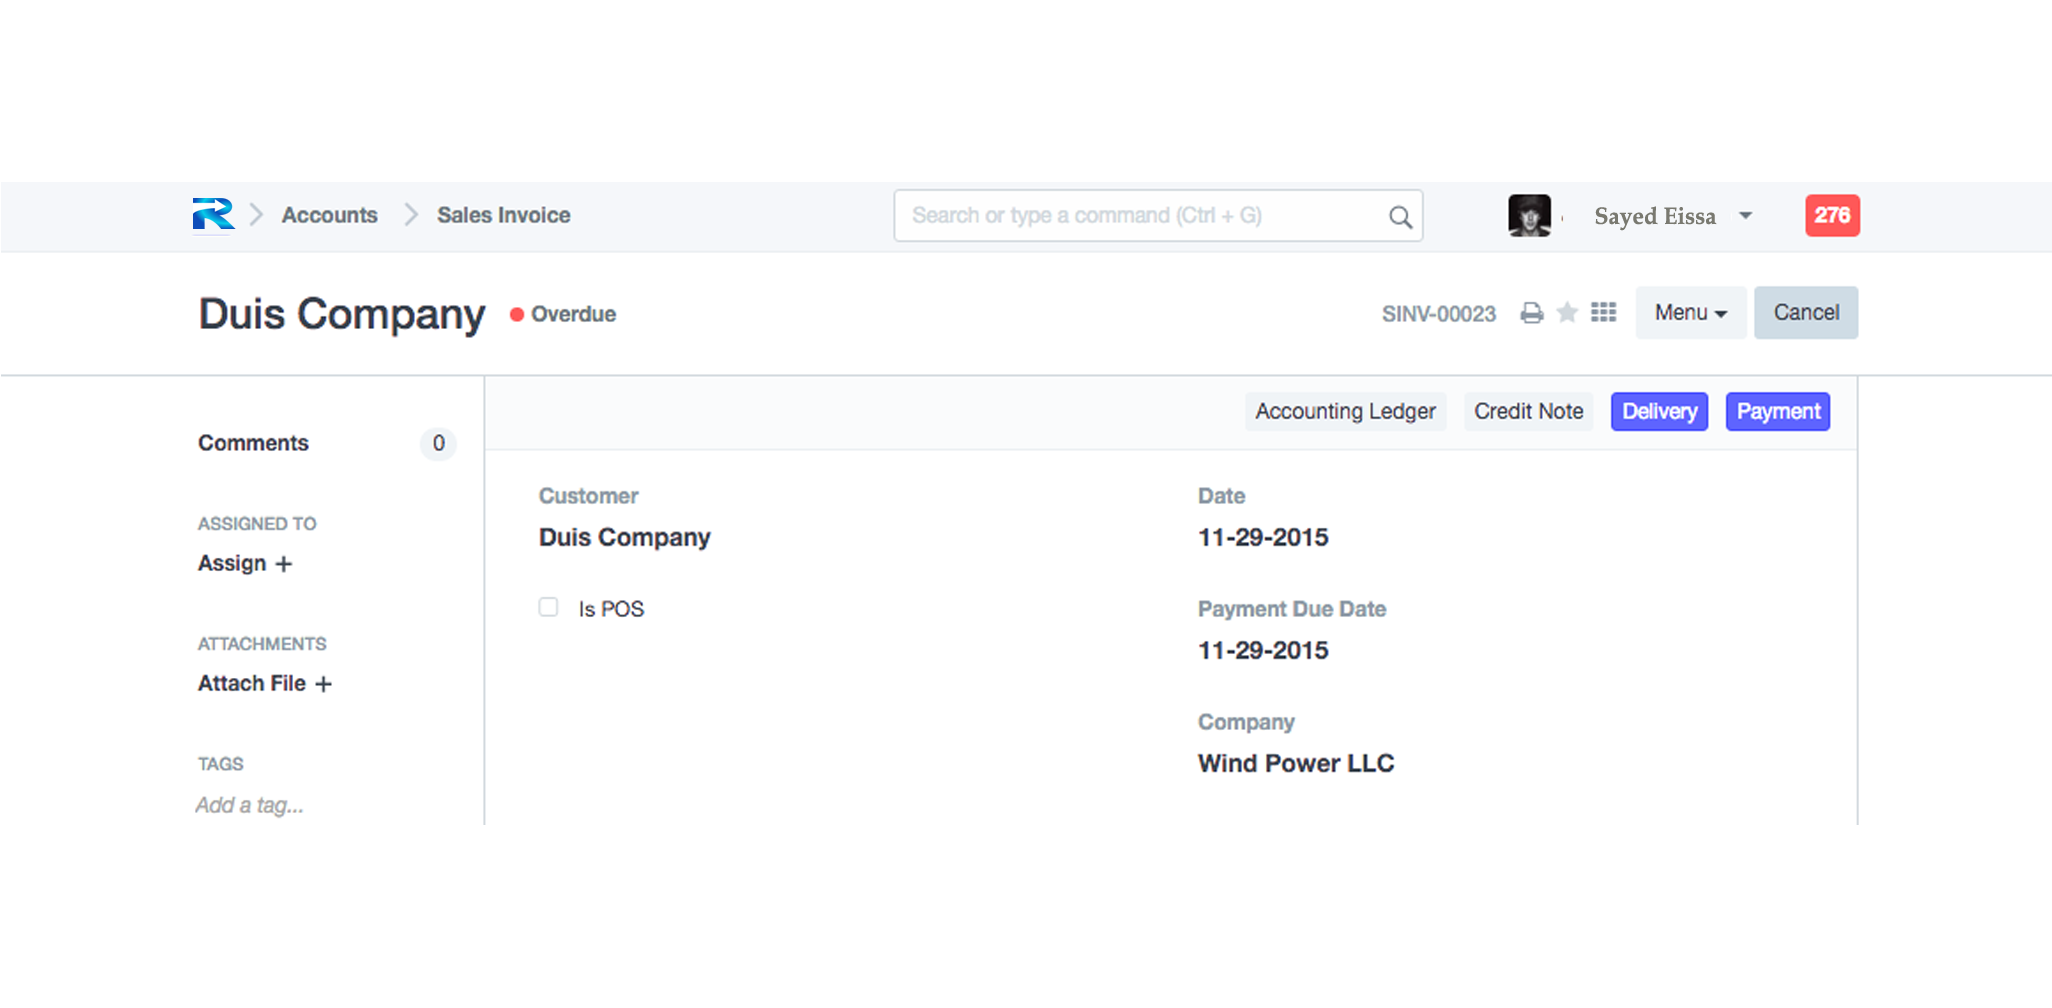 Accounts Sales Invoice Search or type a command (Ctrl + G) Sayed Eissa 276
Duis Company Overdue SINV-00023 Menu Cancel
Accounting Ledger Credit Note Delivery Payment
Comments 0
ASSIGNED TO
Assign +
ATTACHMENTS
Attach File +
TAGS
Add a tag...
Customer
Duis Company
Is POS
Date
11-29-2015
Payment Due Date
11-29-2015
Company
Wind Power LLC